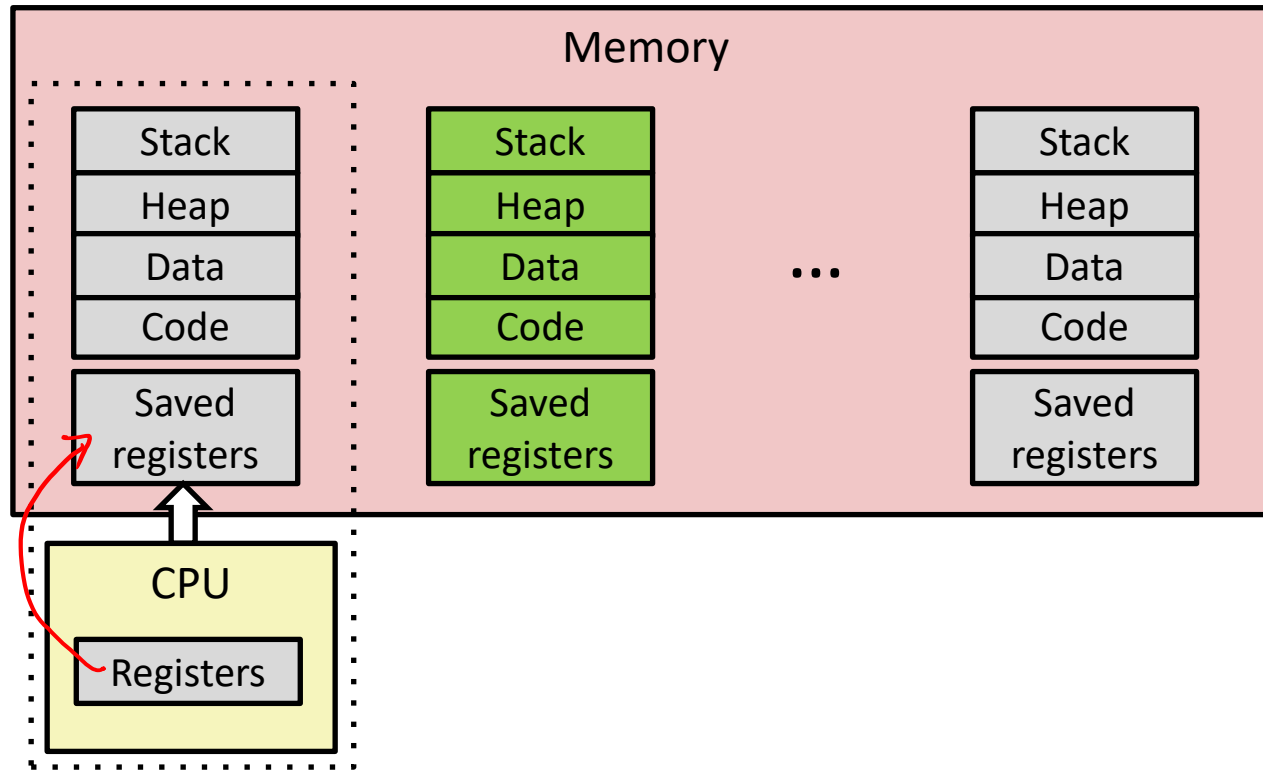 Memory
Stack
Heap
Data
Code
Saved
registers
Stack
Heap
Data
Code
Saved
registers
...
Stack
Heap
Data
Code
Saved
registers
CPU
Registers